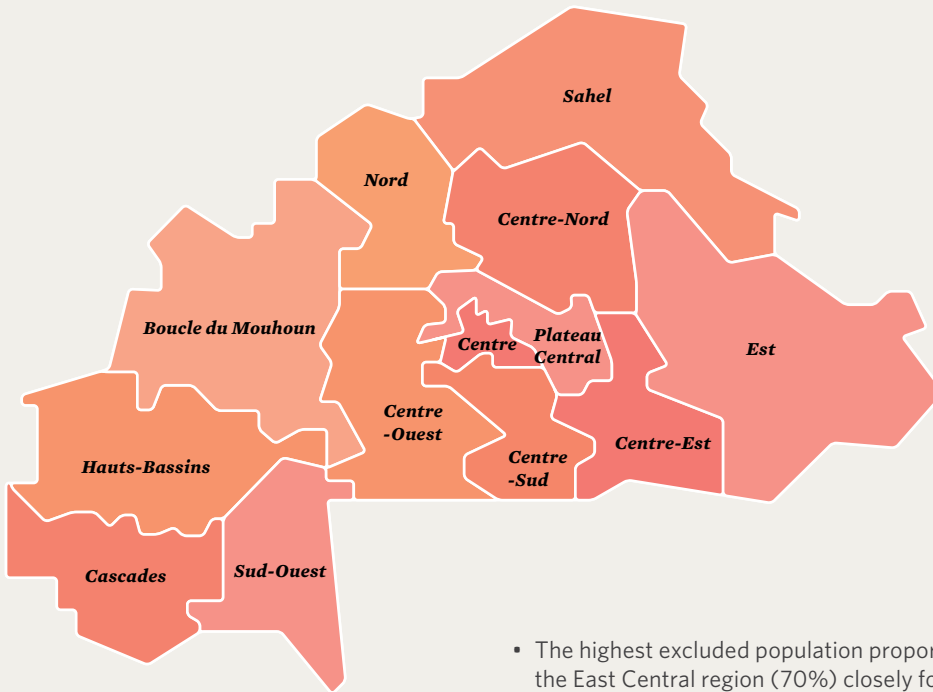 Sahel
Nord
Centre-Nord
Boucle du Mouhoun
Centre
Plateau
Central
Est
Centre
-Ouest
Hauts-Bassins
Centre
-Sud
Centre-Est
Cascades
Sud-Ouest
• The highest excluded population propor
the East Central region (70%) closely fo